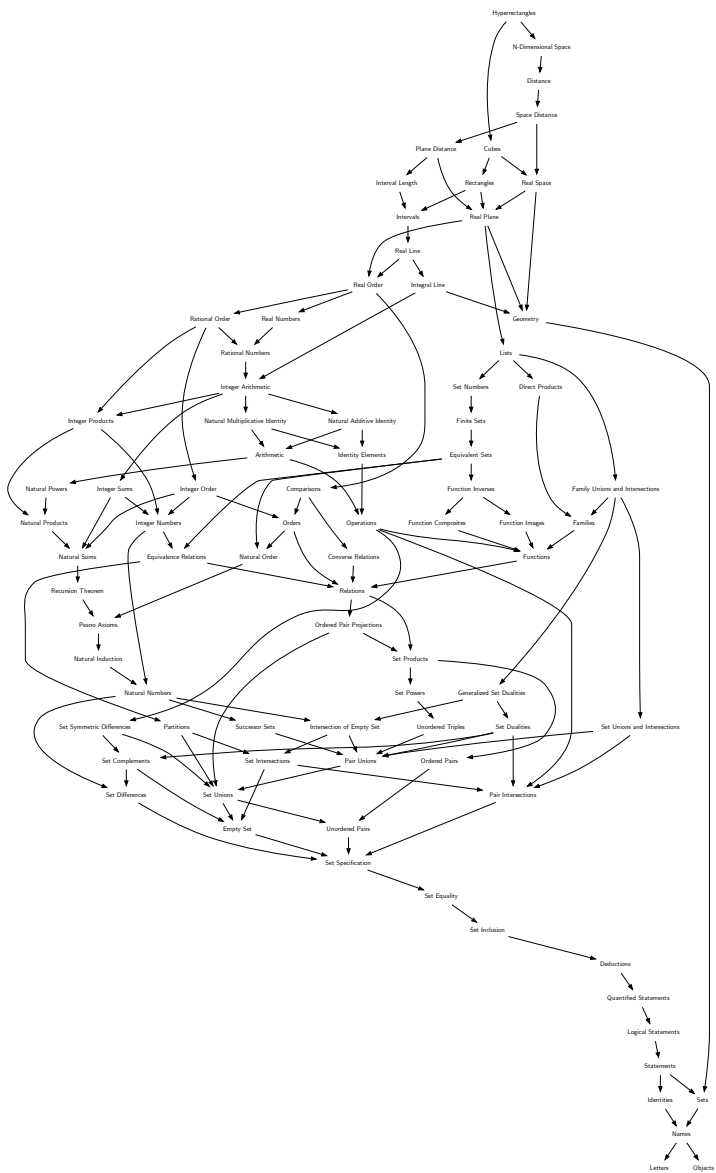 Hyperrectangles
N-Dimensional Space
Distance
Space Distance
Plane Distance Cubes
Interval Length Rectangles Real Space
Intervals Real Plane
Real Line
Real Order Integral Line
Rational Order Real Numbers Geometry
Rational Numbers Lists
Integer Arithmetic Set Numbers Direct Products
Integer Products Natural Multiplicative Identity Natural Additive Identity Finite Sets
Arithmetic Identity Elements Equivalent Sets
Natural Powers Integer Sums Integer Order Comparisons Function Inverses Family Unions and Intersections
Natural Products Integer Numbers Orders Operations Function Composites Function Images Families
Natural Sums Equivalence Relations Natural Order Converse Relations Functions
Recursion Theorem Relations
Peano Axioms Ordered Pair Projections
Natural Induction Set Products
Natural Numbers Set Powers Generalized Set Dualities
Set Symmetric Differences Partitions Successor Sets Intersection of Empty Set Unordered Triples Set Dualities Set Unions and Intersections
Set Complements Set Intersections Pair Unions Ordered Pairs
Set Differences Set Unions Pair Intersections
Empty Set Unordered Pairs
Set Specification
Set Equality
Set Inclusion
Deductions
Quantified Statements
Logical Statements
Statements
Identities Sets
Names
Letters Objects